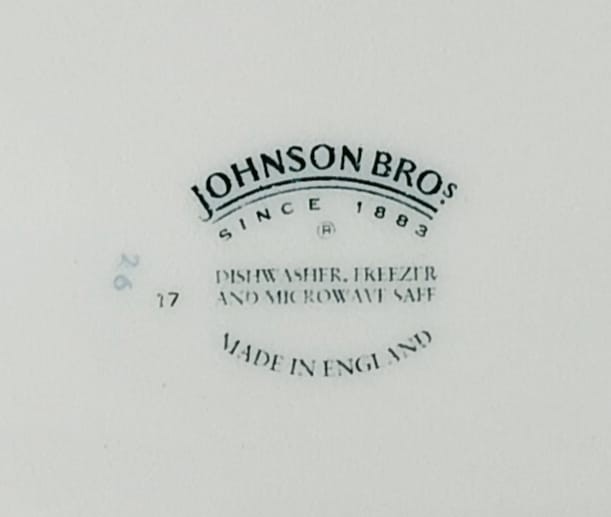 JOHNSON BROS.
SINCE 1883
®
DISHWASHER, FREEZER
AND MICROWAVE SAFE
MADE IN ENGLAND
26
17